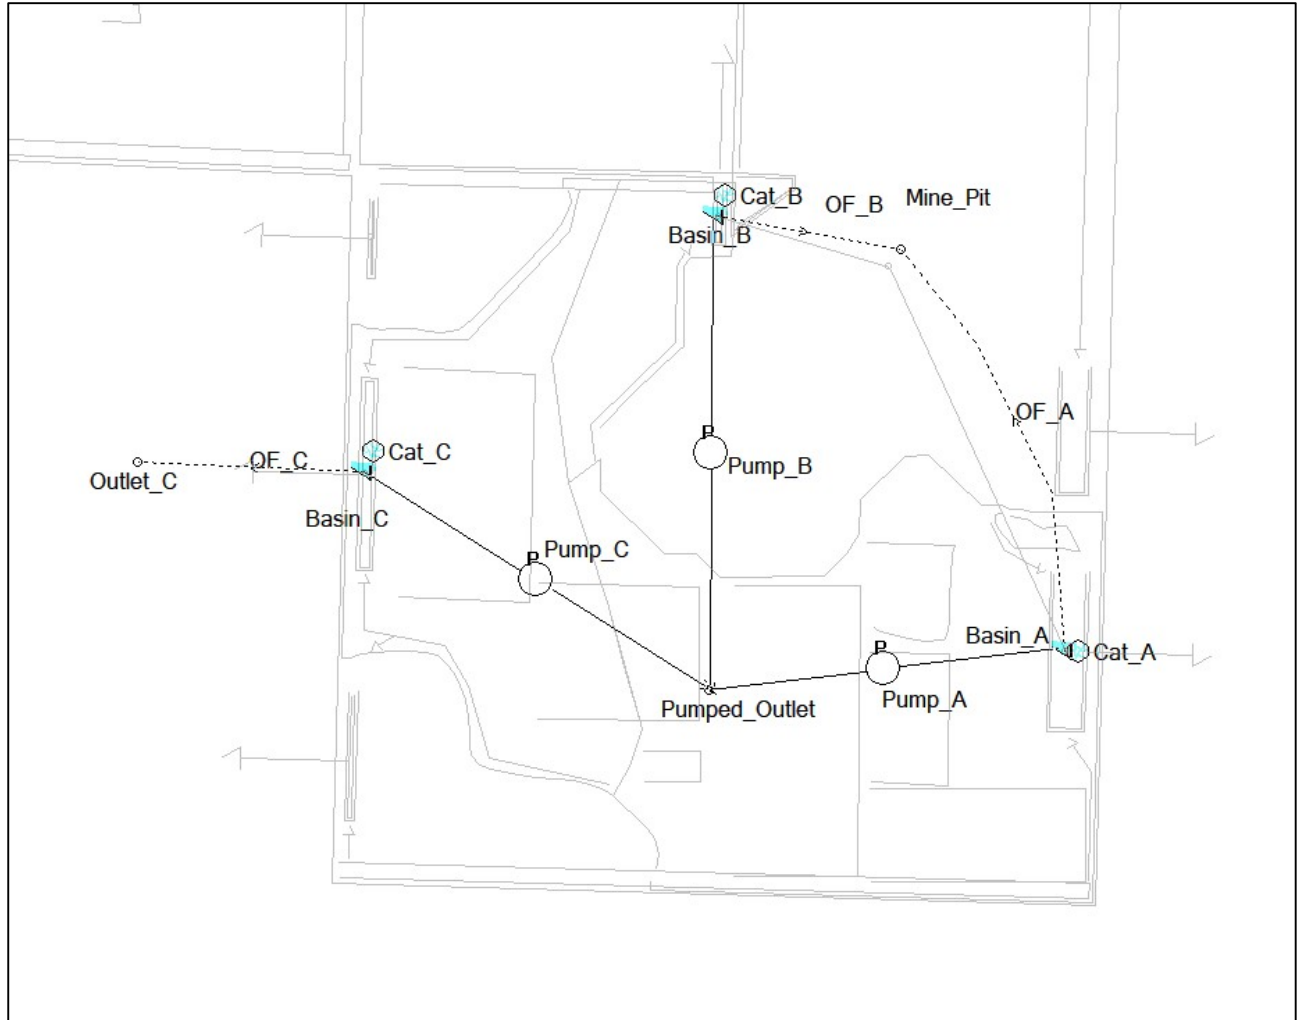 Cat_B
OF_B
Mine_Pit
Basin_B
OF_A
OF_C
Cat_C
Outlet_C
P
Pump_B
Basin_C
P
Pump_C
Basin_A
P
Cat_A
Pump_A
Pumped_Outlet